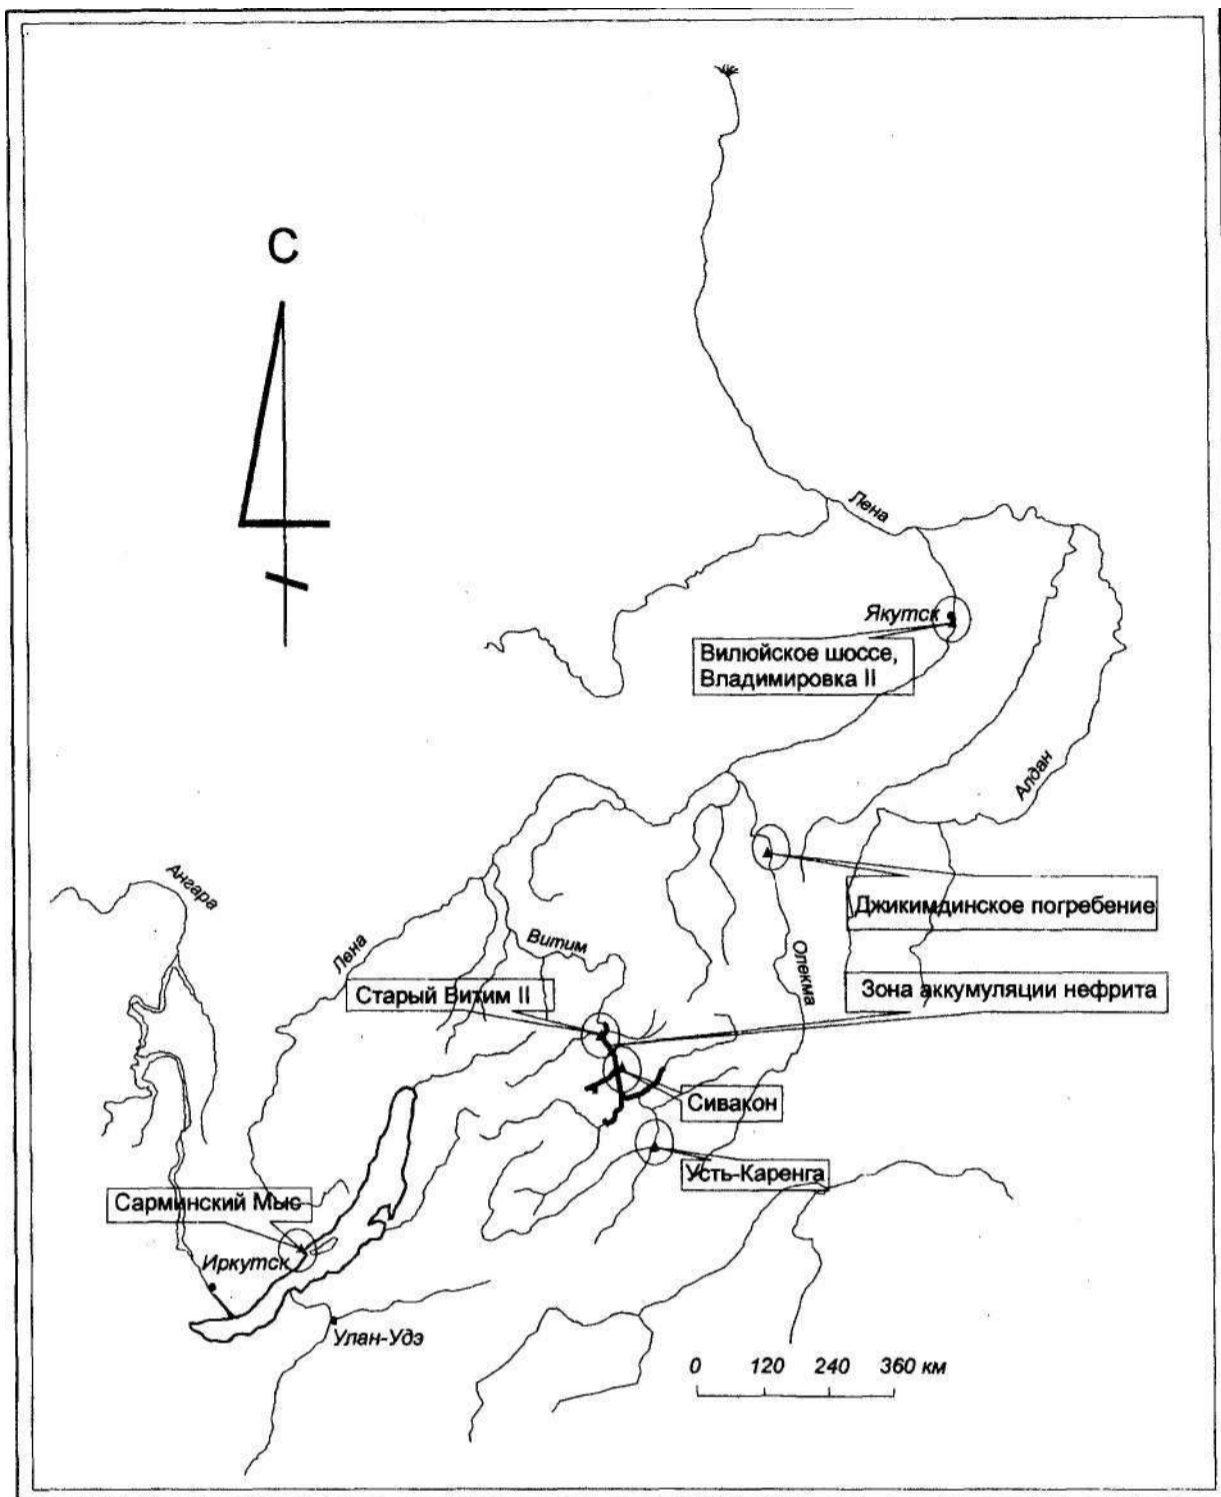 С
Лена
Якутск
Вилюйское шоссе,
Владимировка II
Алдан
Ангара
Джикимдинское погребение
Витим
Лена
Олекма
Старый Витим II
Зона аккумуляции нефрита
Сивакон
Усть-Каренга
Сарминский Мыс
Иркутск
Улан-Удэ
0 120 240 360 км